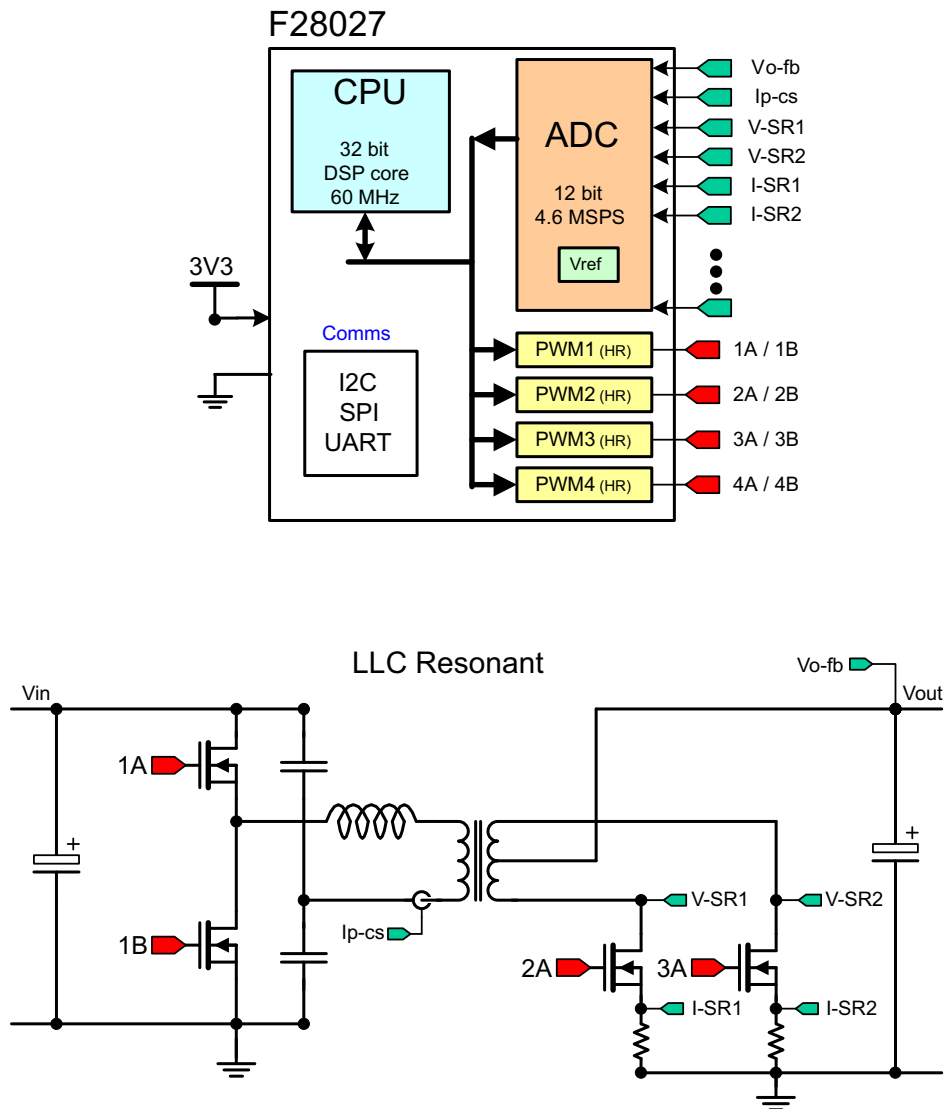 F28027
CPU
32 bit
DSP core
60 MHz
ADC
12 bit
4.6 MSPS
Vref
Vo-fb
Ip-cs
V-SR1
V-SR2
I-SR1
I-SR2
3V3
Comms
I2C
SPI
UART
PWM1 (HR)
1A / 1B
PWM2 (HR)
2A / 2B
PWM3 (HR)
3A / 3B
PWM4 (HR)
4A / 4B
LLC Resonant
Vo-fb
Vin
Vout
1A
+
+
Ip-cs
V-SR1
V-SR2
1B
2A
3A
I-SR1
I-SR2